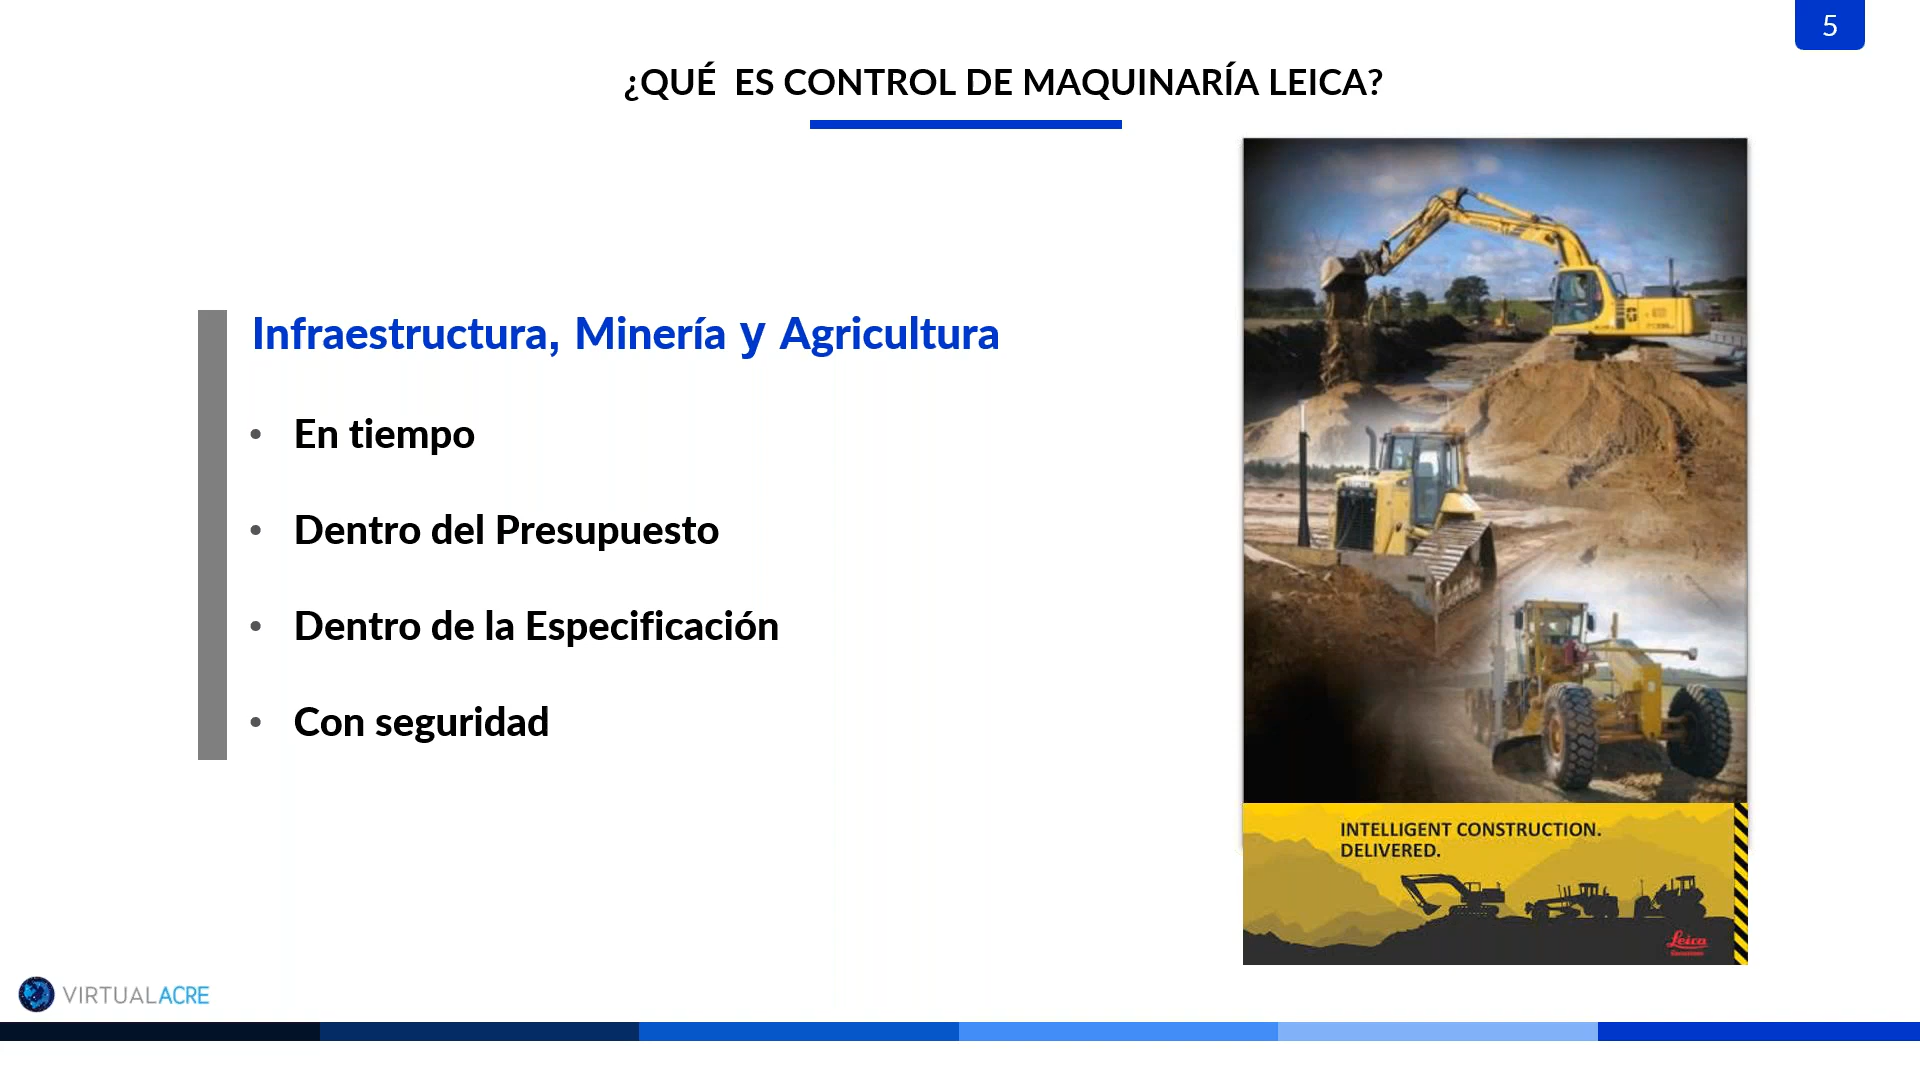 5
¿QUÉ  ES CONTROL DE MAQUINARÍA LEICA?
Infraestructura, Minería y Agricultura
• En tiempo
• Dentro del Presupuesto
• Dentro de la Especificación
• Con seguridad
INTELLIGENT CONSTRUCTION.
DELIVERED.
Leica
VIRTUALACRE